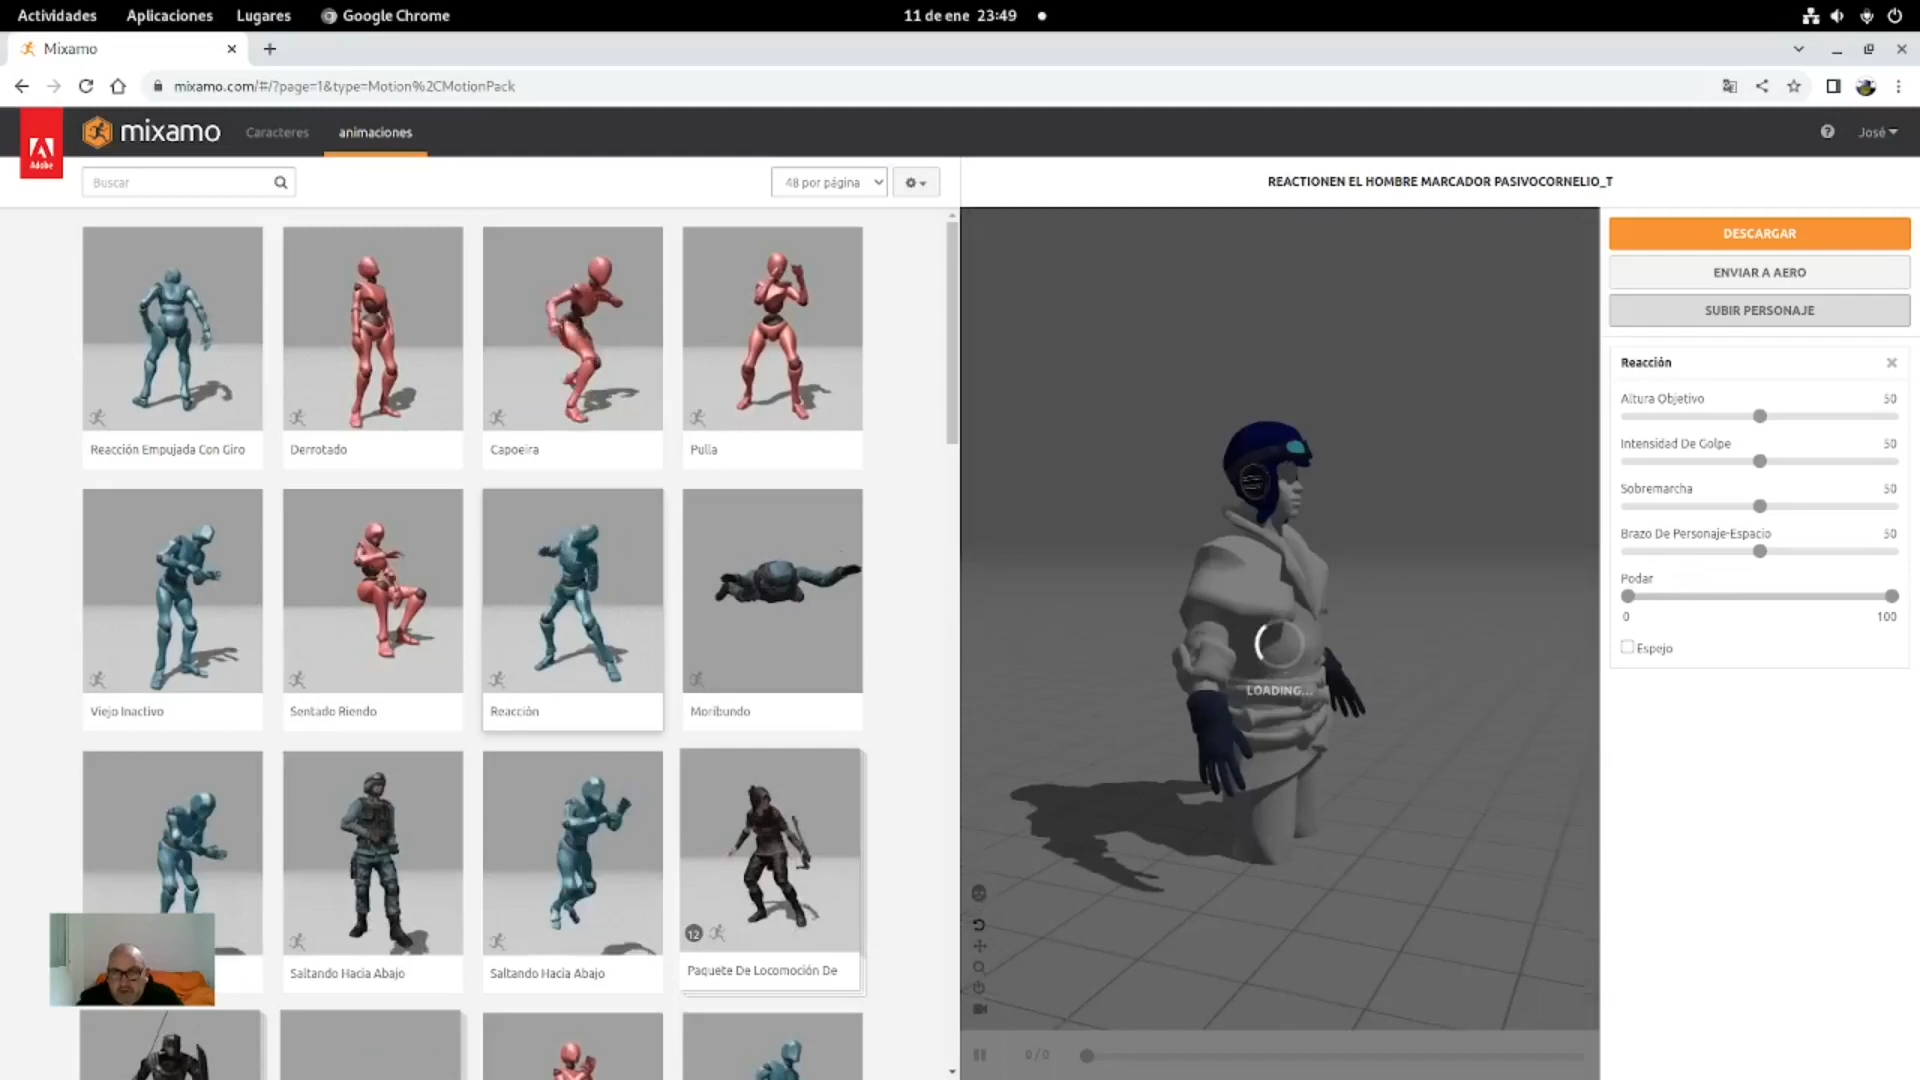 Actividades Aplicaciones Lugares Google Chrome 11 de ene 23:49
Mixamo
mixamo.com/#/?page=1&type=Motion%2CMotionPack
Adobe
mixamo Caracteres animaciones José
Buscar 48 por página REACTIONEN EL HOMBRE MARCADOR PASIVOCORNELIO_T
DESCARGAR
ENVIAR A AERO
SUBIR PERSONAJE
Reacción
Altura Objetivo 50
Intensidad De Golpe 50
Sobremarcha 50
Brazo De Personaje-Espacio 50
Podar
0 100
Espejo
Reacción Empujada Con Giro Derrotado Capoeira Pulla
Viejo Inactivo Sentado Riendo Reacción Moribundo
12
Saltando Hacia Abajo Saltando Hacia Abajo Paquete De Locomoción De
LOADING...
0 / 0